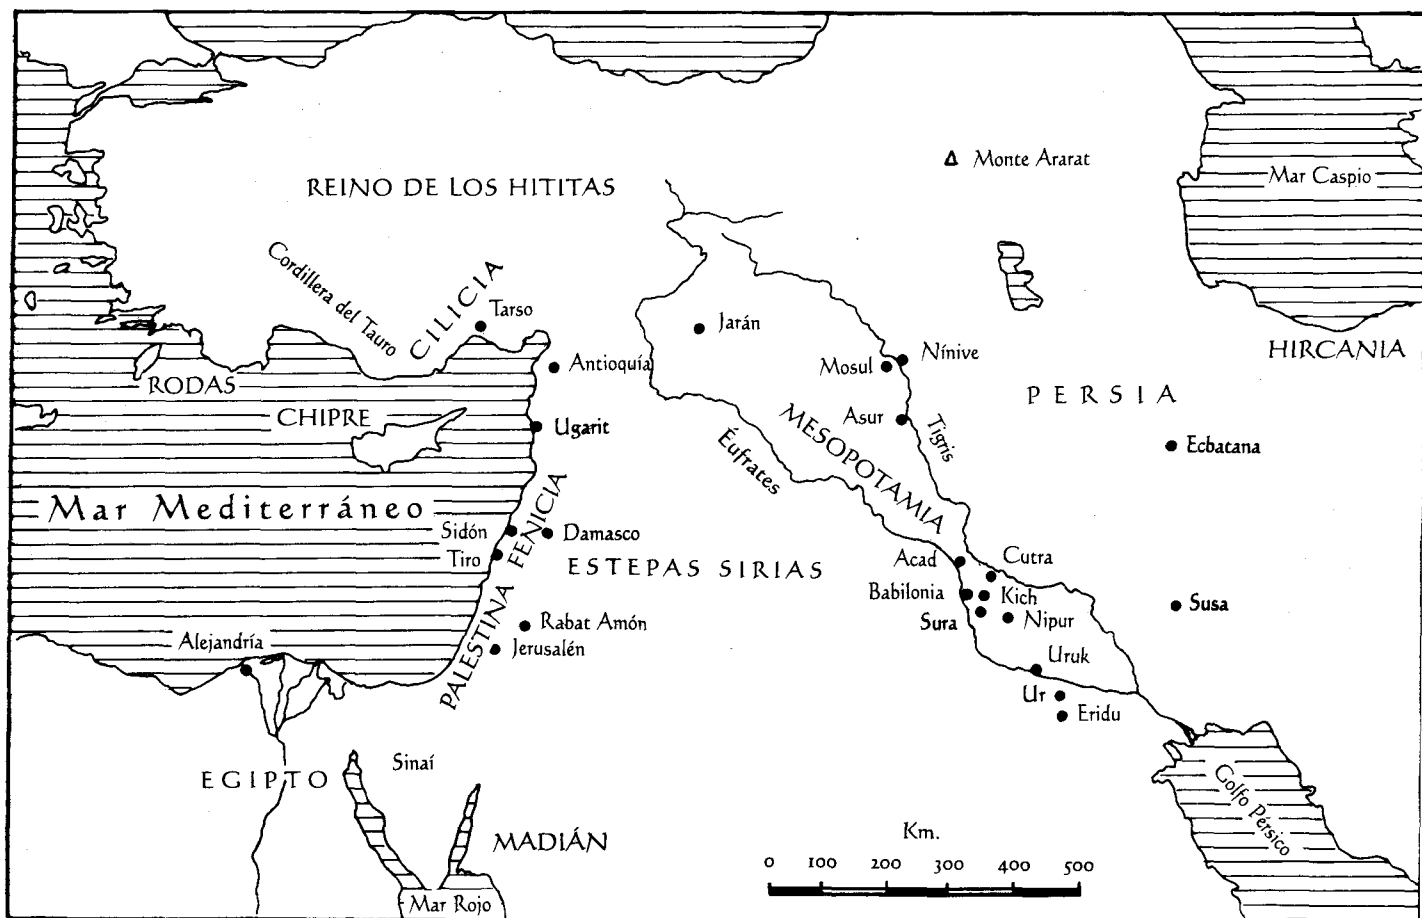 Monte Ararat
Mar Caspio
REINO DE LOS HITITAS
Cordillera del Tauro
CILICIA
Tarso
Jarán
Nínive
Mosul
HIRCANIA
Antioquía
RODAS
PERSIA
CHIPRE
Ugarit
Asur
Tigris
MESOPOTAMIA
Éufrates
Ecbatana
Mar Mediterráneo
FENICIA
Sidón
Damasco
Tiro
ESTEPAS SIRIAS
Acad
Cutra
Babilonia
Kich
Susa
Sura
Nipur
PALESTINA
Rabat Amón
Alejandría
Jerusalén
Uruk
Ur
Eridu
Sinaí
EGIPTO
Golfo Pérsico
MADIÁN
Km.
0 100 200 300 400 500
Mar Rojo